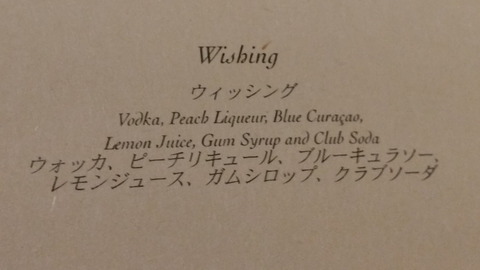 Wishing
ウィッシング
Vodka, Peach Liqueur, Blue Curaçao,
Lemon Juice, Gum Syrup and Club Soda
ウォッカ、ピーチリキュール、ブルーキュラソー、
レモンジュース、ガムシロップ、クラブソーダ